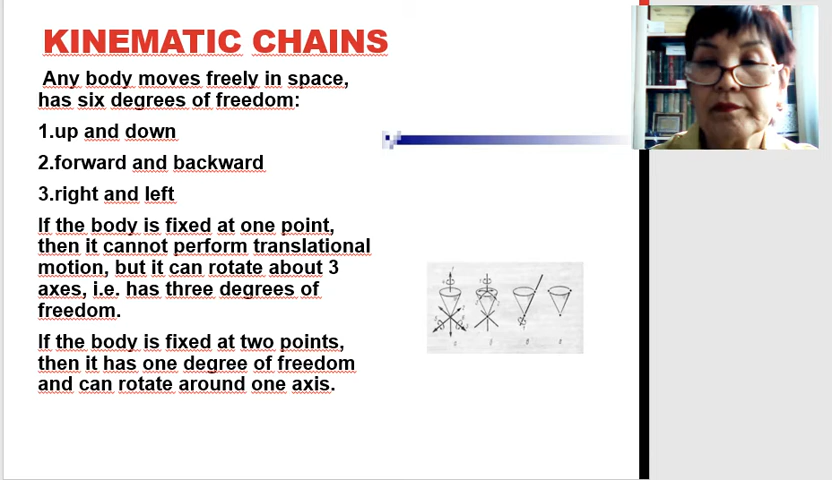 KINEMATIC CHAINS
Any body moves freely in space,
has six degrees of freedom:
1.up and down
2.forward and backward
3.right and left
If the body is fixed at one point,
then it cannot perform translational
motion, but it can rotate about 3
axes, i.e. has three degrees of
freedom.
If the body is fixed at two points,
then it has one degree of freedom
and can rotate around one axis.